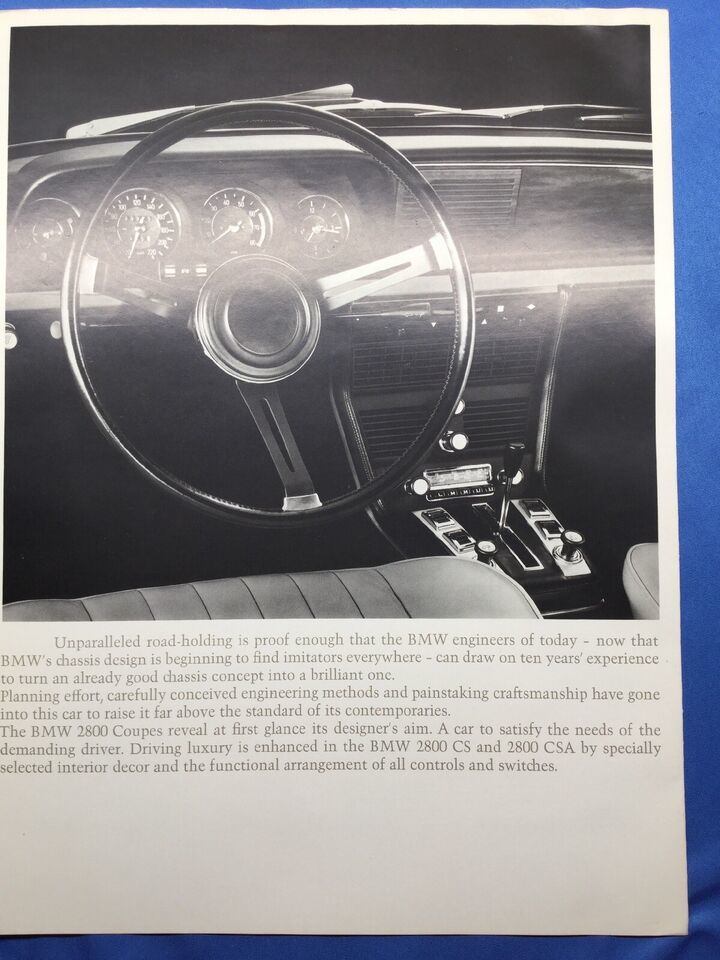 Unparalleled road-holding is proof enough that the BMW engineers of today – now that
BMW's chassis design is beginning to find imitators everywhere – can draw on ten years' experience
to turn an already good chassis concept into a brilliant one.
Planning effort, carefully conceived engineering methods and painstaking craftsmanship have gone
into this car to raise it far above the standard of its contemporaries.
The BMW 2800 Coupes reveal at first glance its designer's aim. A car to satisfy the needs of the
demanding driver. Driving luxury is enhanced in the BMW 2800 CS and 2800 CSA by specially
selected interior decor and the functional arrangement of all controls and switches.